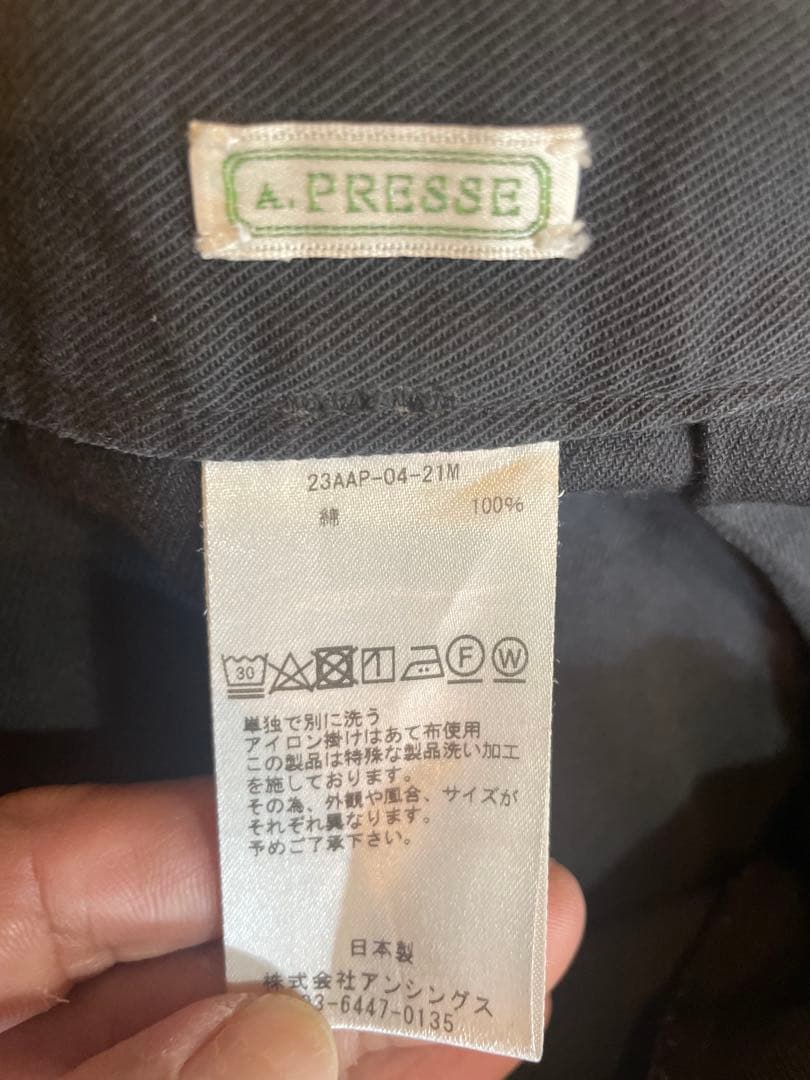 A. PRESSE
23AAP-04-21M
綿 100%
30 F W
単独で別に洗う
アイロン掛けはあて布使用
この製品は特殊な製品洗い加工
を施しております。
その為、外観や風合、サイズが
それぞれ異なります。
予めご了承下さい。
日本製
株式会社アンシングス
3-6447-0135